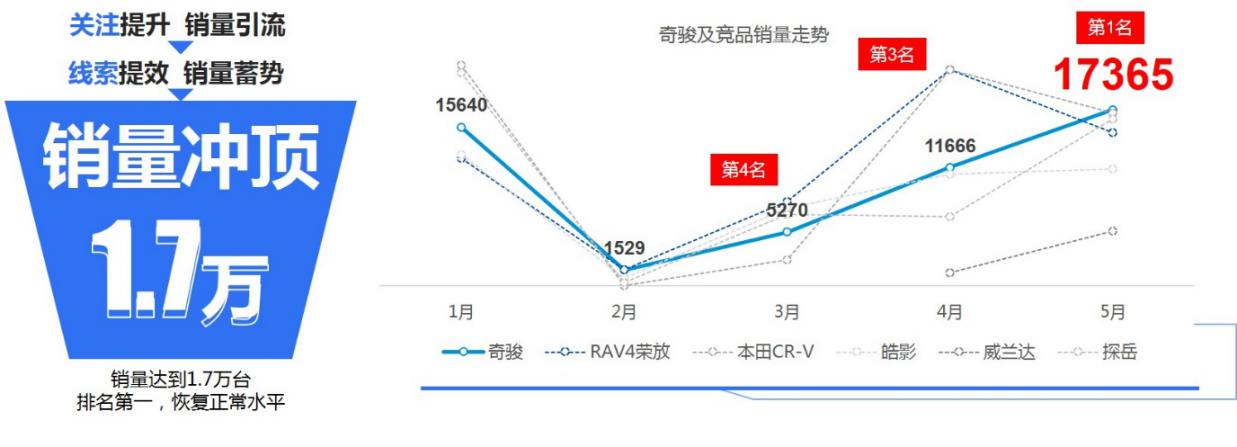 关注提升 销量引流
线索提效 销量蓄势
销量冲顶
1.7万
销量达到1.7万台
排名第一，恢复正常水平
奇骏及竞品销量走势
第1名
17365
第3名
15640
11666
第4名
5270
1529
1月 2月 3月 4月 5月
奇骏 RAV4荣放 本田CR-V 皓影 威兰达 探岳